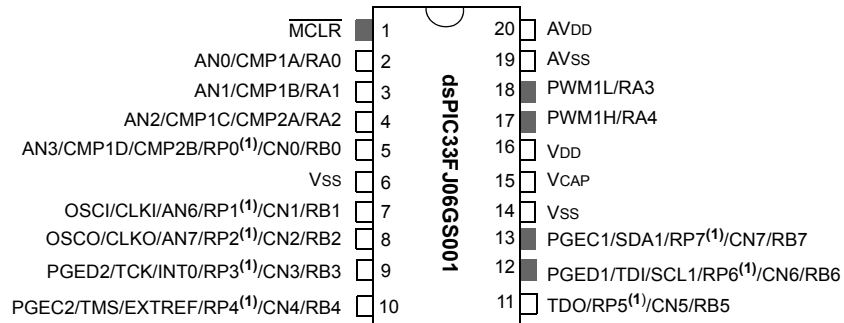 MCLR 1
AN0/CMP1A/RA0 2
AN1/CMP1B/RA1 3
AN2/CMP1C/CMP2A/RA2 4
AN3/CMP1D/CMP2B/RP0(1)/CN0/RB0 5
VSS 6
OSCI/CLKI/AN6/RP1(1)/CN1/RB1 7
OSCO/CLKO/AN7/RP2(1)/CN2/RB2 8
PGED2/TCK/INT0/RP3(1)/CN3/RB3 9
PGEC2/TMS/EXTREF/RP4(1)/CN4/RB4 10
dsPIC33FJ06GS001
20 AVDD
19 AVSS
18 PWM1L/RA3
17 PWM1H/RA4
16 VDD
15 VCAP
14 VSS
13 PGEC1/SDA1/RP7(1)/CN7/RB7
12 PGED1/TDI/SCL1/RP6(1)/CN6/RB6
11 TDO/RP5(1)/CN5/RB5